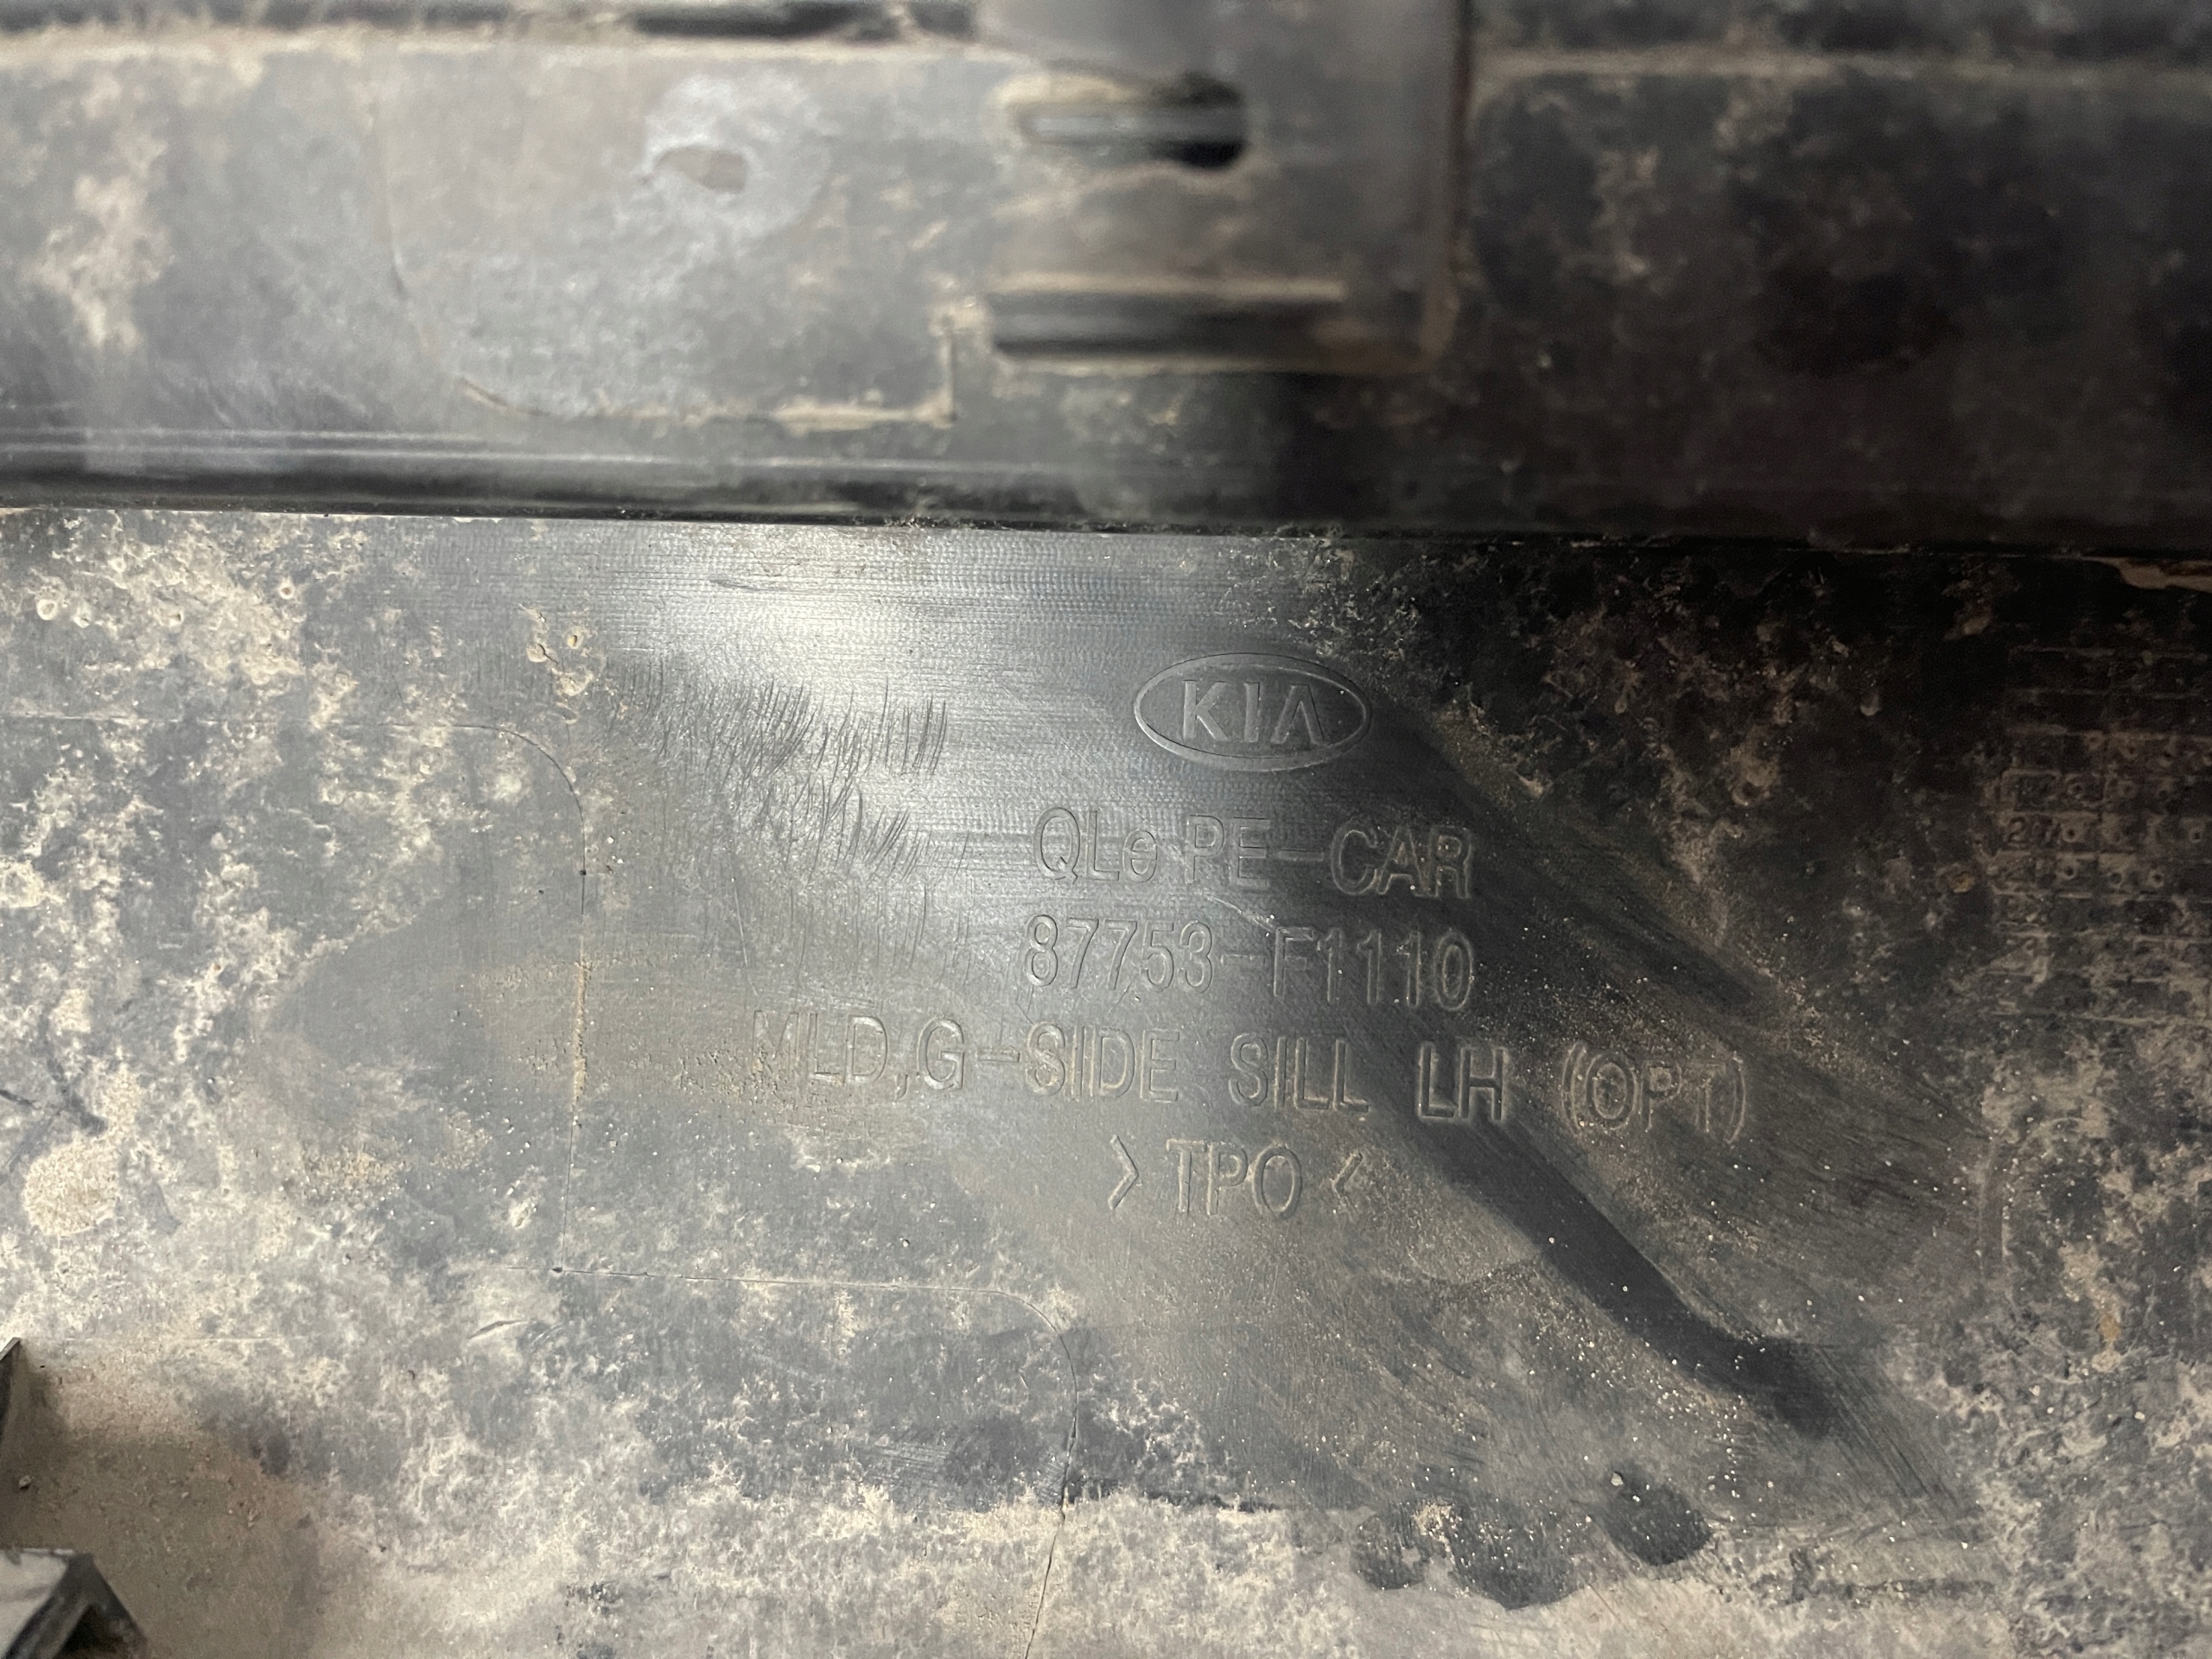 KIA
QLe PE-CAR
87753-F1110
MLD,G-SIDE SILL LH (OPT)
>TPO<